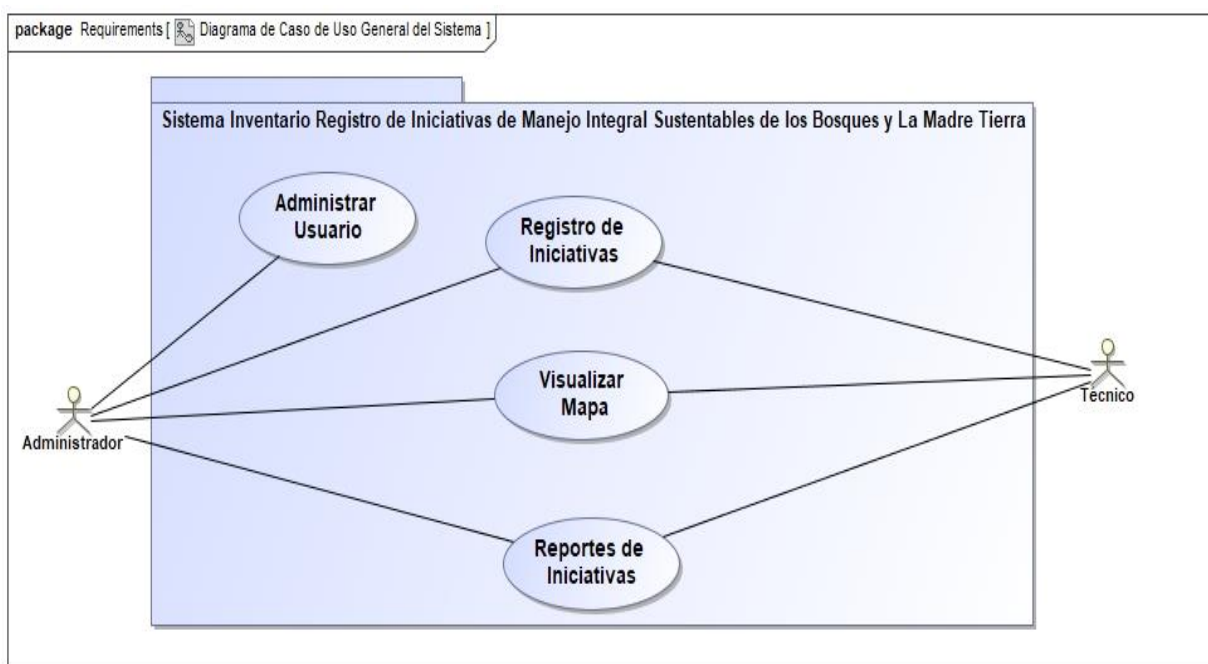 package Requirements [ Diagrama de Caso de Uso General del Sistema ]
Sistema Inventario Registro de Iniciativas de Manejo Integral Sustentables de los Bosques y La Madre Tierra
Administrar
Usuario
Registro de
Iniciativas
Visualizar
Mapa
Técnico
Administrador
Reportes de
Iniciativas